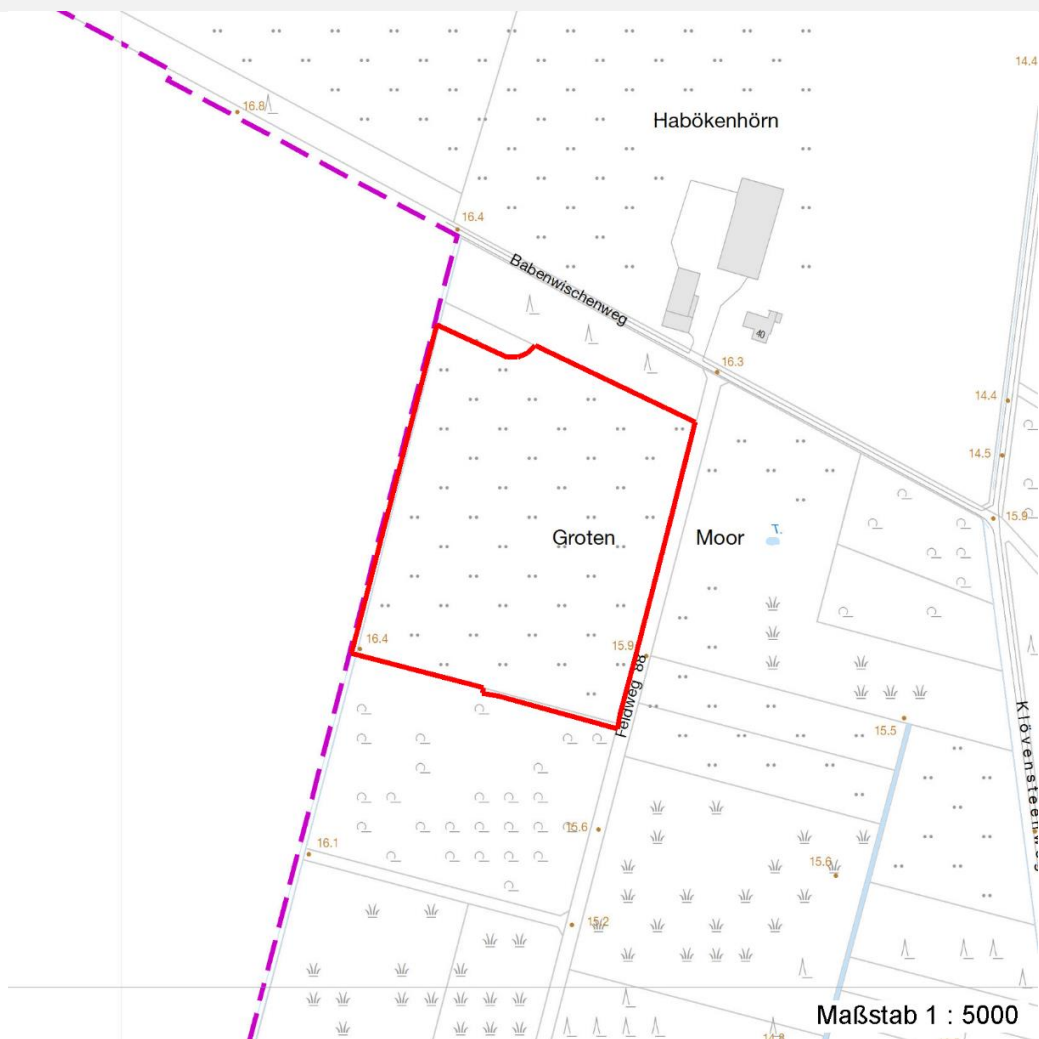 14.4
16.8
Habökenhörn
16.4
Babenwischenweg
40
16.3
14.4
14.5
15.9
T.
Groten Moor
16.4
15.9
Feldweg 88
15.5
Klövensteenweg
15.6
16.1
15.6
15.2
Maßstab 1 : 5000